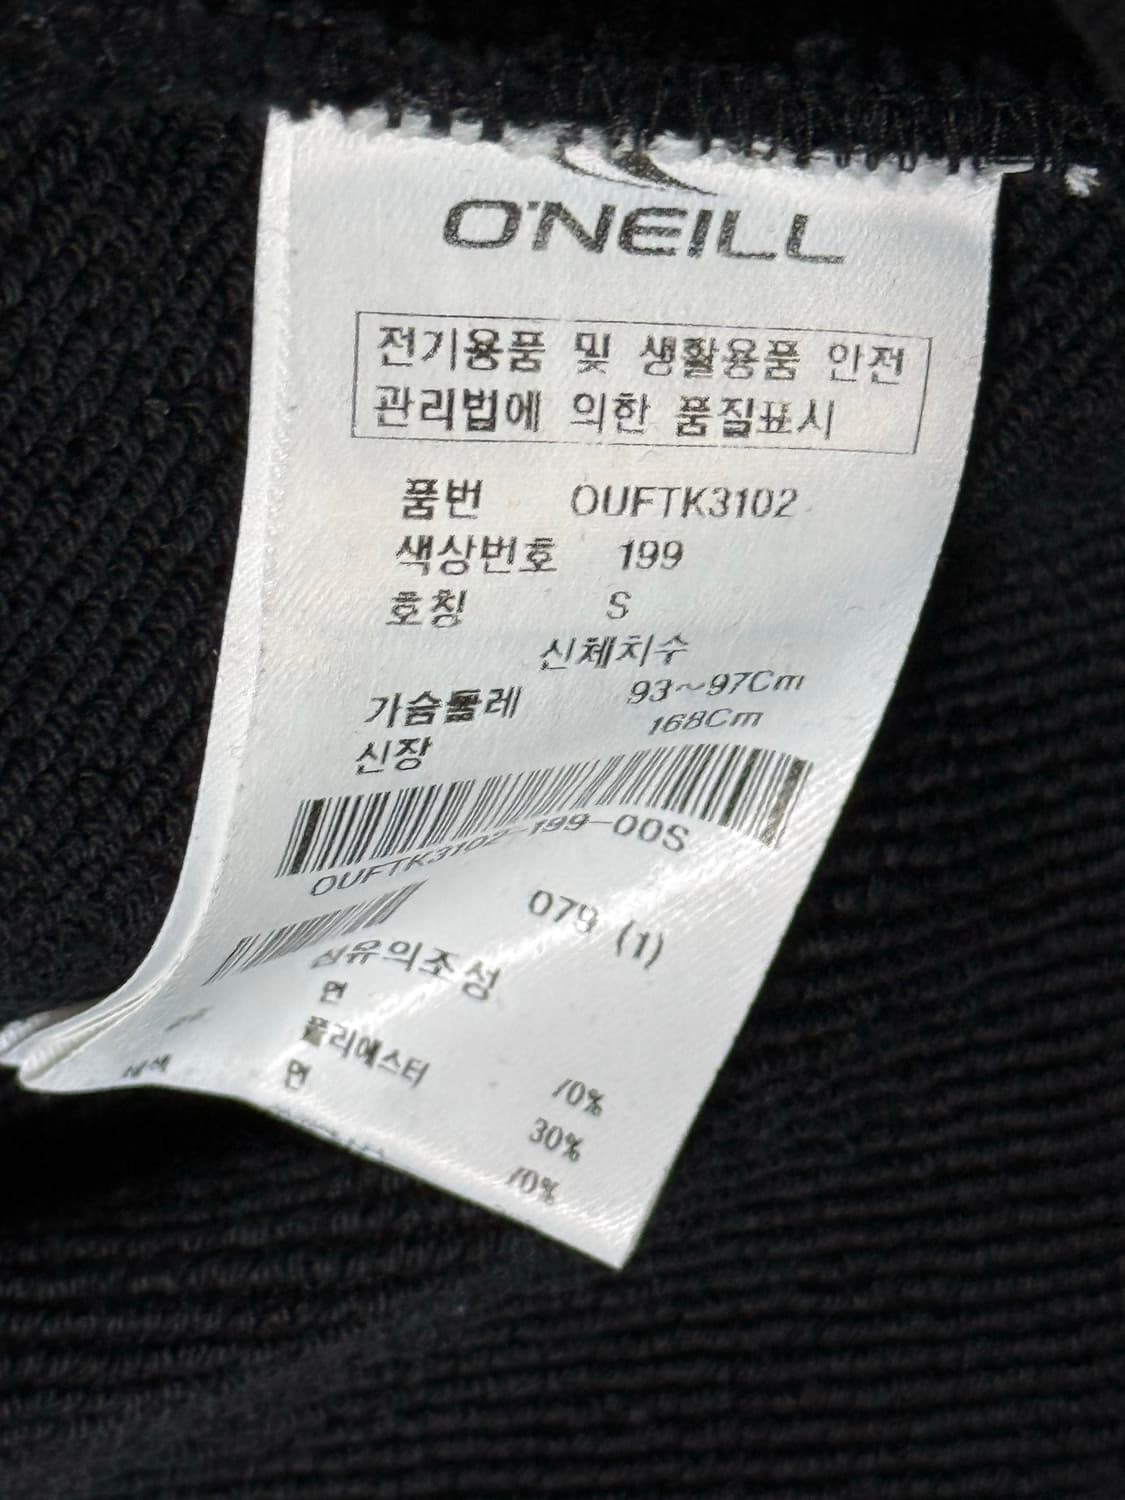 O'NEILL
전기용품 및 생활용품 안전
관리법에 의한 품질표시
품번 OUFTK3102
색상번호 199
호칭 S
신체치수
가슴둘레 93~97Cm
신장 168Cm
OUFTK3102-199-00S
079 (1)
섬유의조성
면 70%
폴리에스터 30%
면 70%